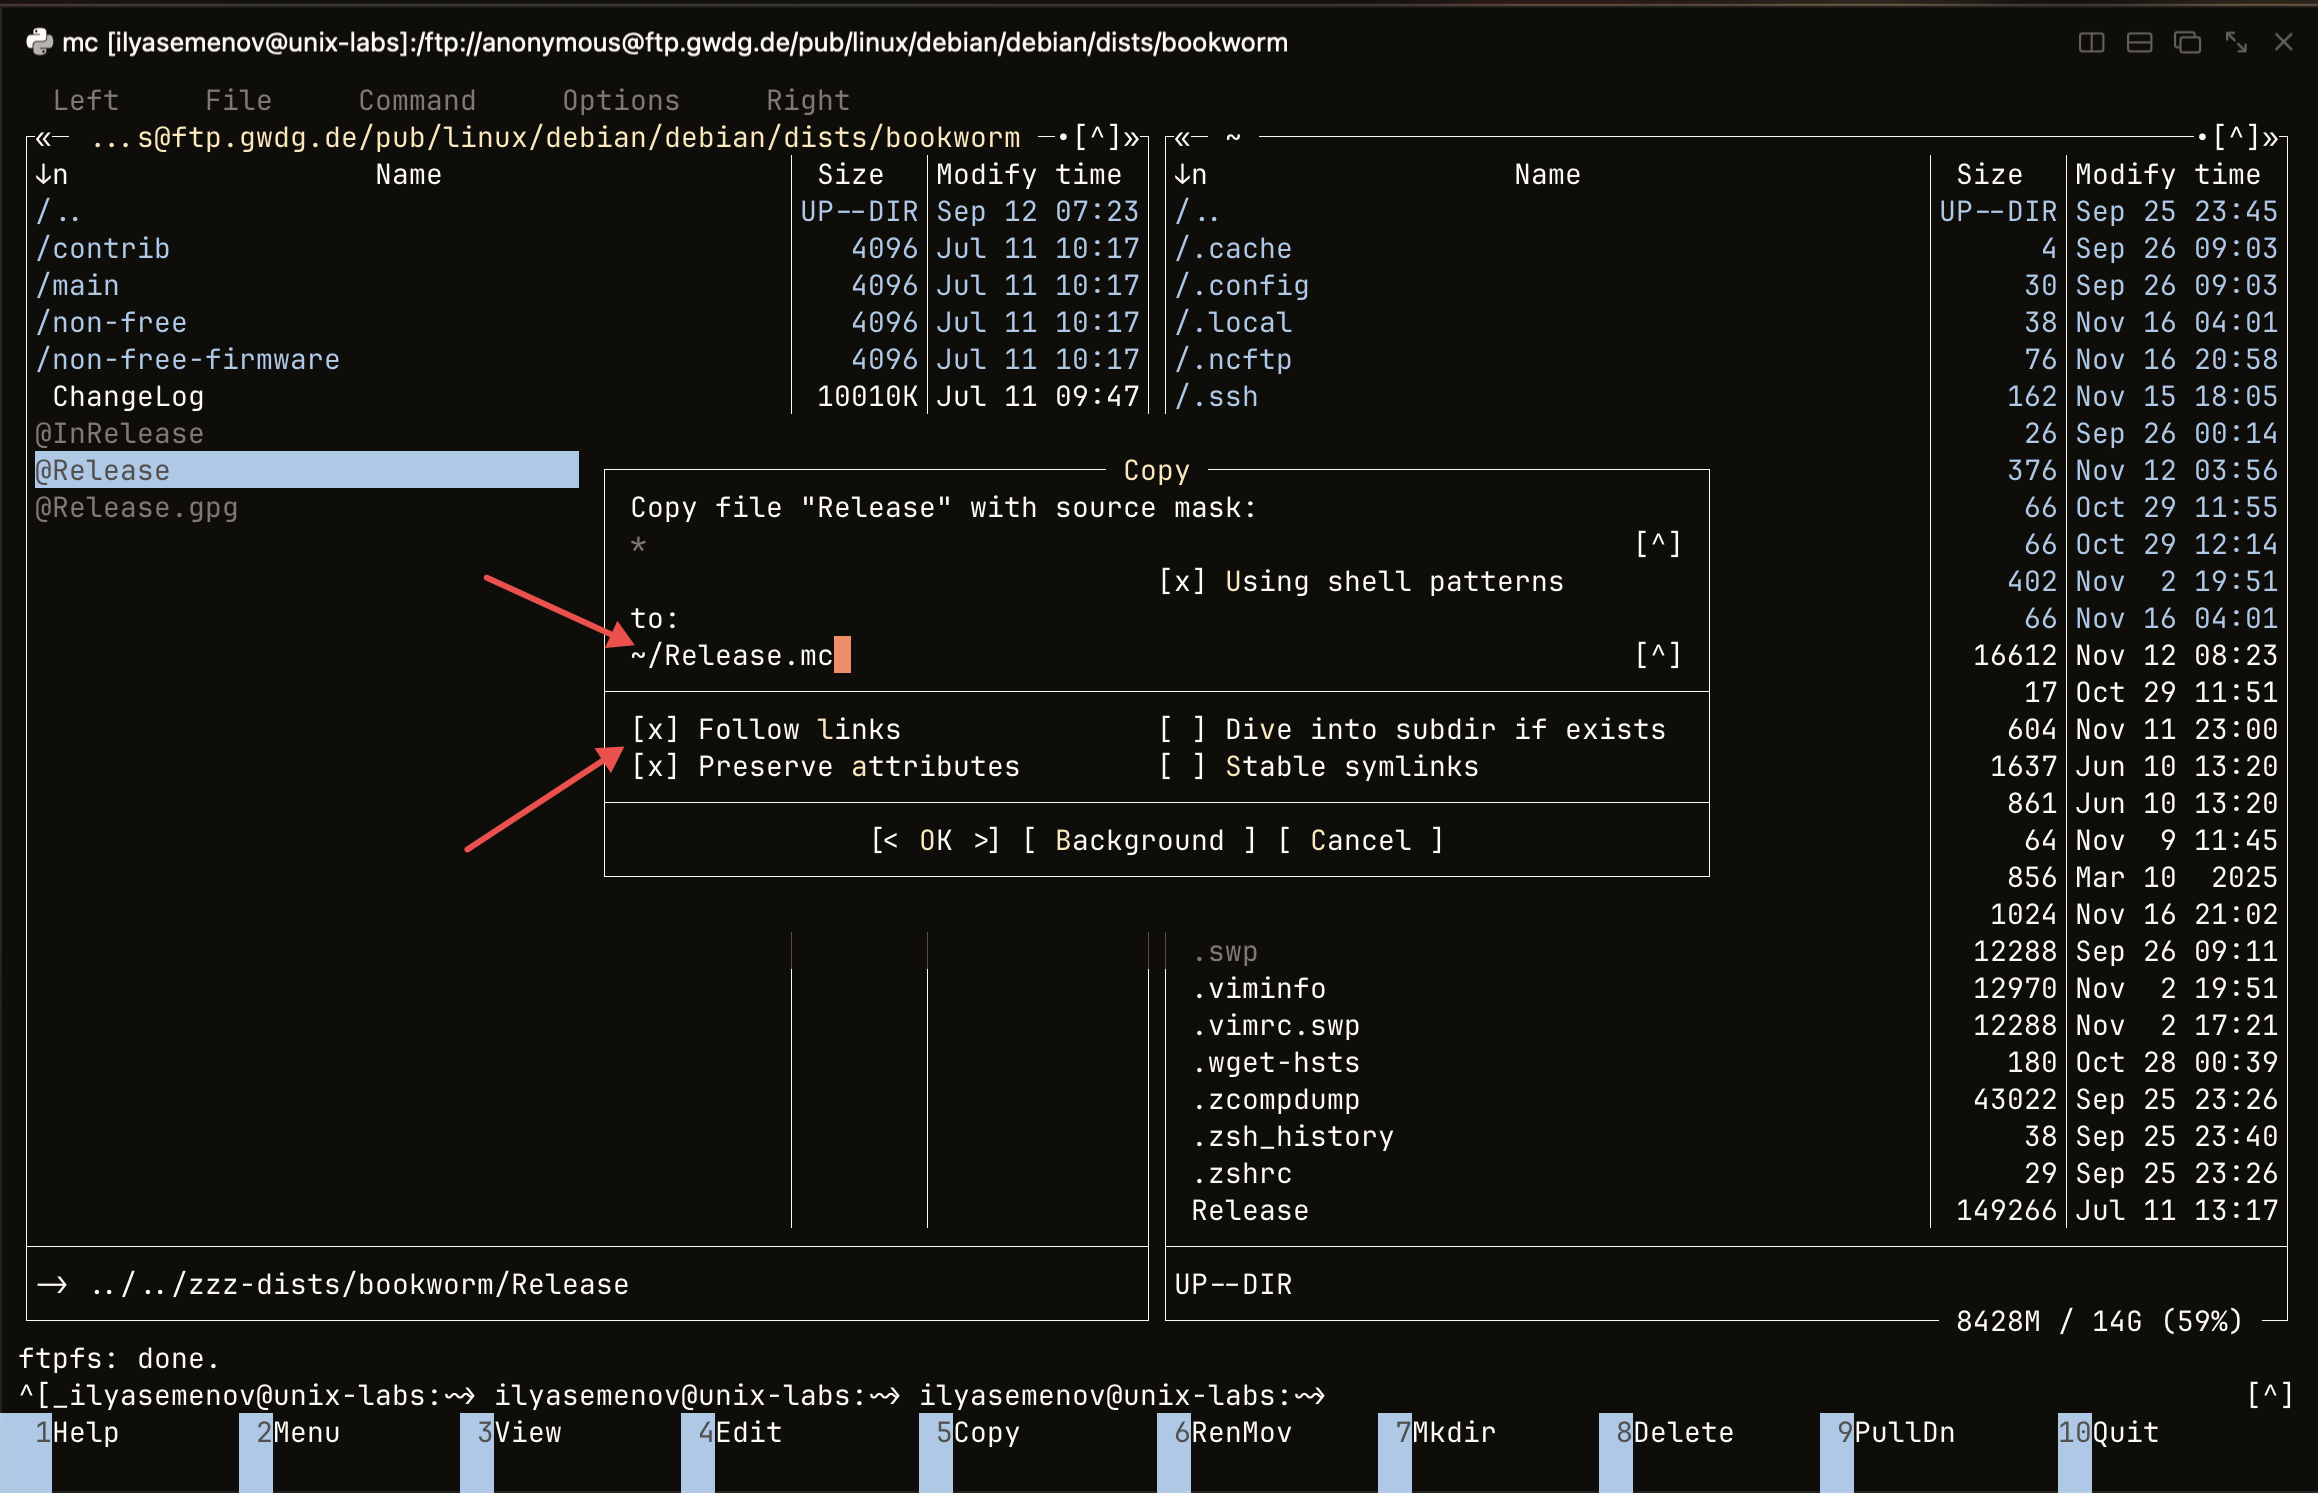 mc [ilyasemenov@unix-labs]:/ftp://anonymous@ftp.gwdg.de/pub/linux/debian/debian/dists/bookworm
Left File Command Options Right
«─ ...s@ftp.gwdg.de/pub/linux/debian/debian/dists/bookworm ─•[^]» «─ ~ ─•[^]»
↓n Name Size Modify time ↓n Name Size Modify time
/.. UP--DIR Sep 12 07:23 /.. UP--DIR Sep 25 23:45
/contrib 4096 Jul 11 10:17 /.cache 4 Sep 26 09:03
/main 4096 Jul 11 10:17 /.config 30 Sep 26 09:03
/non-free 4096 Jul 11 10:17 /.local 38 Nov 16 04:01
/non-free-firmware 4096 Jul 11 10:17 /.ncftp 76 Nov 16 20:58
ChangeLog 10010K Jul 11 09:47 /.ssh 162 Nov 15 18:05
@InRelease 26 Sep 26 00:14
@Release Copy 376 Nov 12 03:56
@Release.gpg Copy file "Release" with source mask: 66 Oct 29 11:55
* [^] 66 Oct 29 12:14
[x] Using shell patterns 402 Nov 2 19:51
to: 66 Nov 16 04:01
~/Release.mc [^] 16612 Nov 12 08:23
17 Oct 29 11:51
[x] Follow links [ ] Dive into subdir if exists 604 Nov 11 23:00
[x] Preserve attributes [ ] Stable symlinks 1637 Jun 10 13:20
861 Jun 10 13:20
[< OK >] [ Background ] [ Cancel ] 64 Nov 9 11:45
856 Mar 10 2025
1024 Nov 16 21:02
.swp 12288 Sep 26 09:11
.viminfo 12970 Nov 2 19:51
.vimrc.swp 12288 Nov 2 17:21
.wget-hsts 180 Oct 28 00:39
.zcompdump 43022 Sep 25 23:26
.zsh_history 38 Sep 25 23:40
.zshrc 29 Sep 25 23:26
Release 149266 Jul 11 13:17
─> ../../zzz-dists/bookworm/Release UP--DIR
8428M / 14G (59%)
ftpfs: done.
^[_ilyasemenov@unix-labs:~> ilyasemenov@unix-labs:~> ilyasemenov@unix-labs:~> [^]
1Help 2Menu 3View 4Edit 5Copy 6RenMov 7Mkdir 8Delete 9PullDn 10Quit